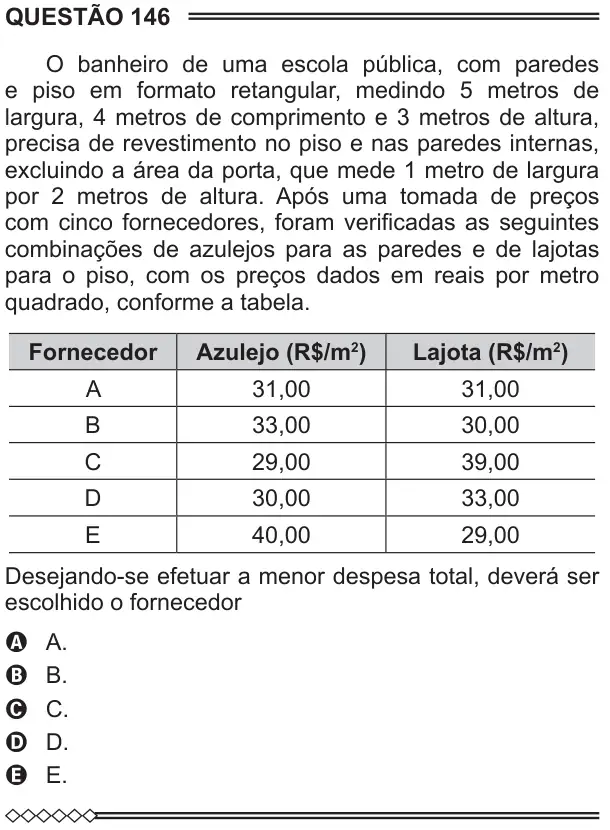 QUESTÃO 146
O banheiro de uma escola pública, com paredes
e piso em formato retangular, medindo 5 metros de
largura, 4 metros de comprimento e 3 metros de altura,
precisa de revestimento no piso e nas paredes internas,
excluindo a área da porta, que mede 1 metro de largura
por 2 metros de altura. Após uma tomada de preços
com cinco fornecedores, foram verificadas as seguintes
combinações de azulejos para as paredes e de lajotas
para o piso, com os preços dados em reais por metro
quadrado, conforme a tabela.
Fornecedor Azulejo (R$/m²) Lajota (R$/m²)
A 31,00 31,00
B 33,00 30,00
C 29,00 39,00
D 30,00 33,00
E 40,00 29,00
Desejando-se efetuar a menor despesa total, deverá ser
escolhido o fornecedor
A A.
B B.
C C.
D D.
E E.